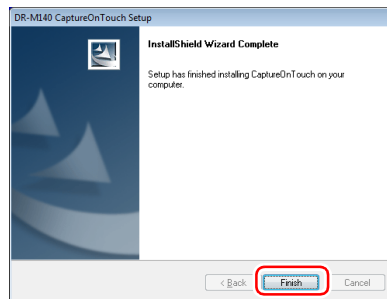 DR-M140 CaptureOnTouch Setup
InstallShield Wizard Complete
Setup has finished installing CaptureOnTouch on your
computer.
< Back
Finish
Cancel